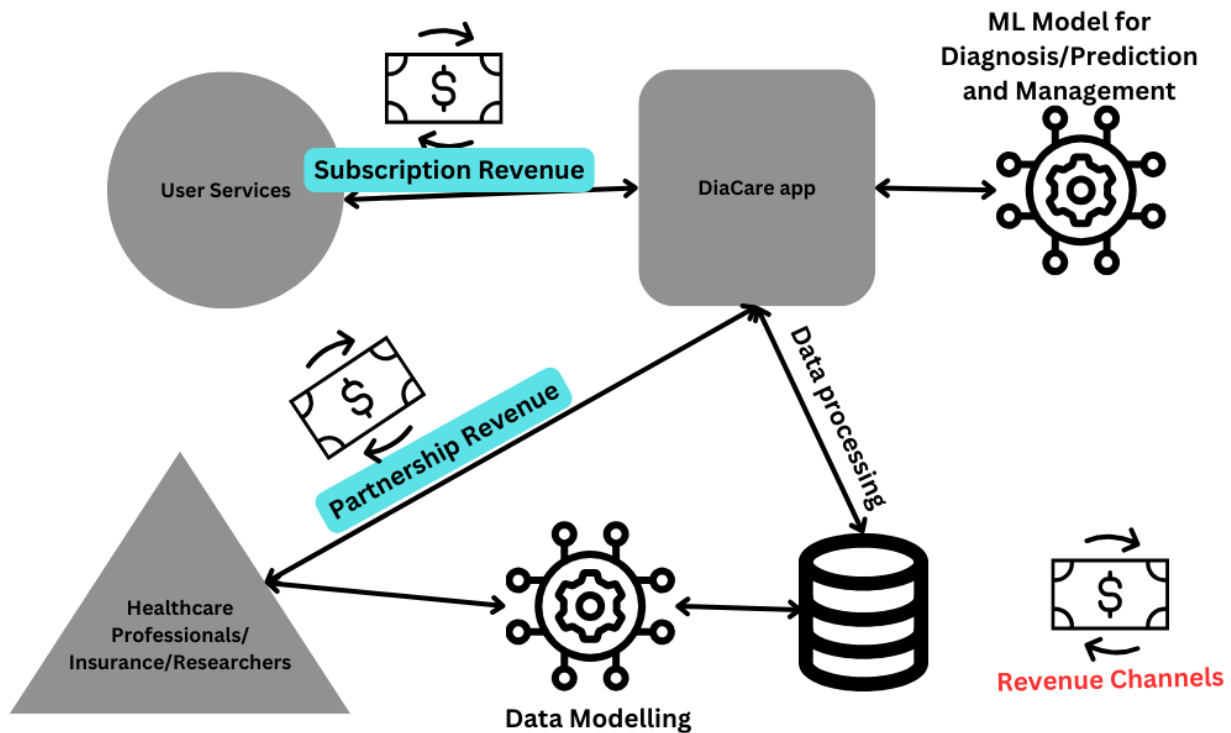 ML Model for
Diagnosis/Prediction
and Management
$
Subscription Revenue
User Services
DiaCare app
Data processing
$
Partnership Revenue
$
Healthcare
Professionals/
Insurance/Researchers
Revenue Channels
Data Modelling